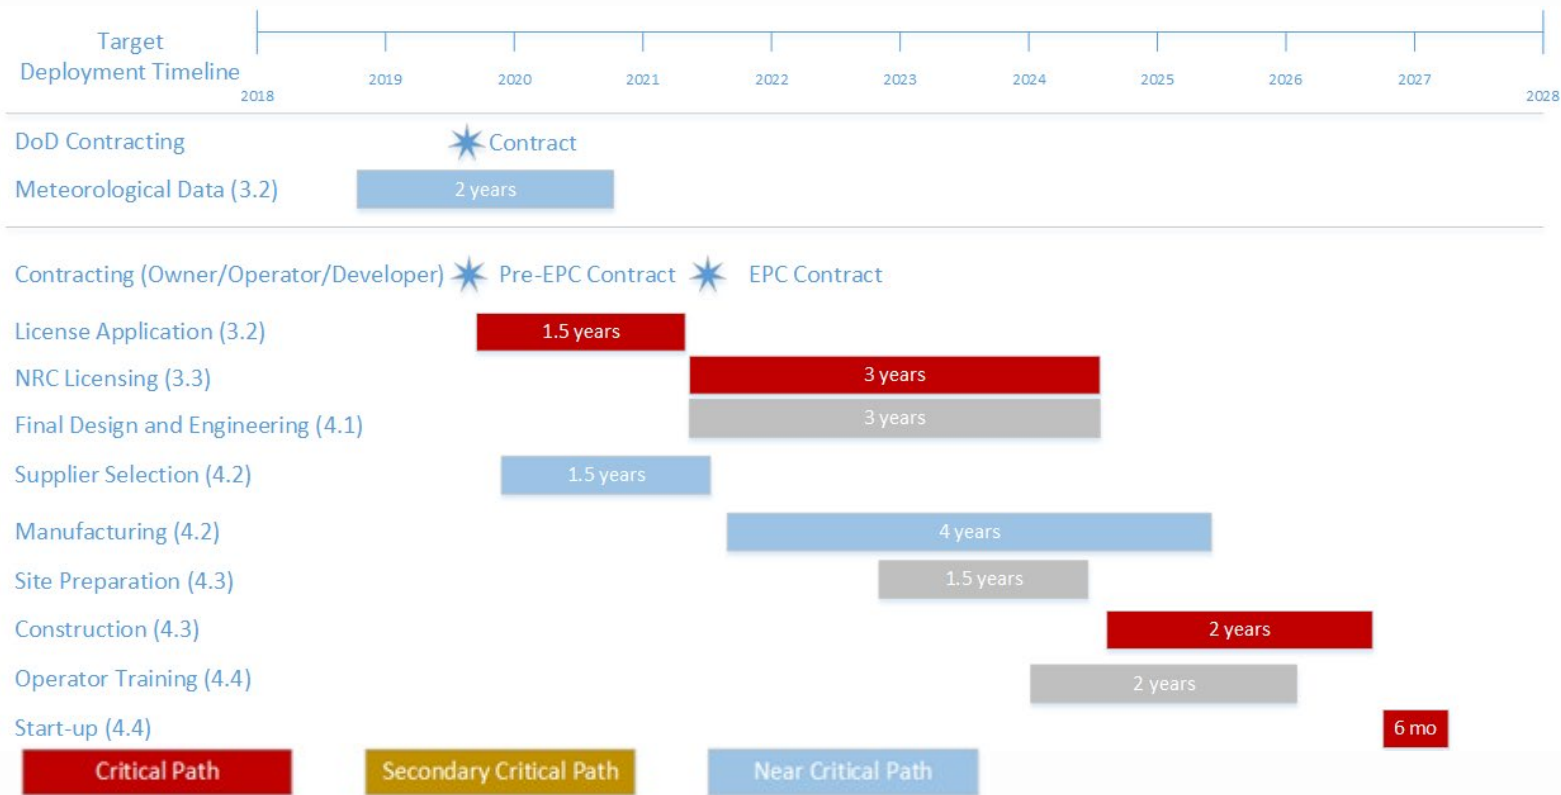 Target
Deployment Timeline
2018
2019
2020
2021
2022
2023
2024
2025
2026
2027
2028
DoD Contracting
Contract
Meteorological Data (3.2)
2 years
Contracting (Owner/Operator/Developer)
Pre-EPC Contract
EPC Contract
License Application (3.2)
1.5 years
NRC Licensing (3.3)
3 years
Final Design and Engineering (4.1)
3 years
Supplier Selection (4.2)
1.5 years
Manufacturing (4.2)
4 years
Site Preparation (4.3)
1.5 years
Construction (4.3)
2 years
Operator Training (4.4)
2 years
Start-up (4.4)
6 mo
Critical Path
Secondary Critical Path
Near Critical Path